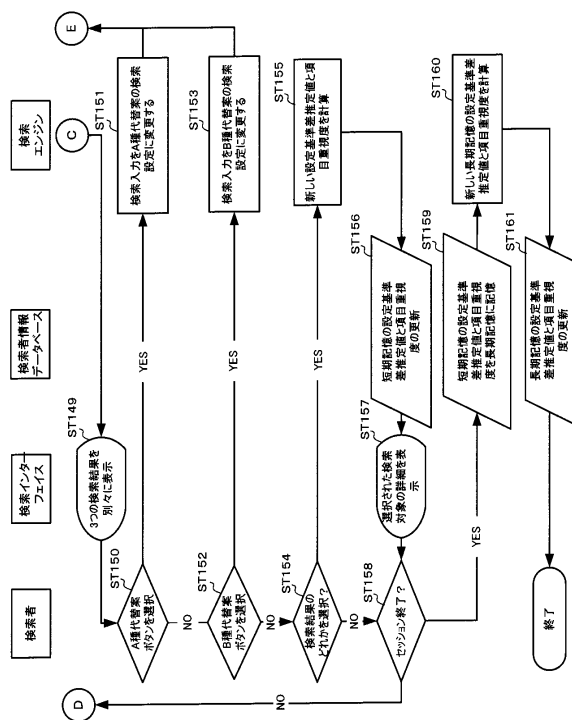 検索者
検索インター
フェイス
検索者情報
データベース
検索
エンジン
C
E
ST149
3つの検索結果を
別々に表示
ST150
A種代替案
ボタンを選択
YES
ST151
検索入力をA種代替案の検索
設定に変更する
NO
ST152
B種代替案
ボタンを選択
YES
ST153
検索入力をB種代替案の検索
設定に変更する
NO
ST154
検索結果の
どれかを選択?
YES
ST155
新しい設定基準差推定値と項
目重視度を計算
ST156
短期記憶の設定基準
差推定値と項目重視
度の更新
ST157
選択された検索
対象の詳細を表
示
NO
ST158
セッション終了?
NO
D
YES
ST159
短期記憶の設定基準
差推定値と項目重視
度を長期記憶に記憶
ST160
新しい長期記憶の設定基準差
推定値と項目重視度を計算
ST161
長期記憶の設定基準
差推定値と項目重視
度の更新
終了